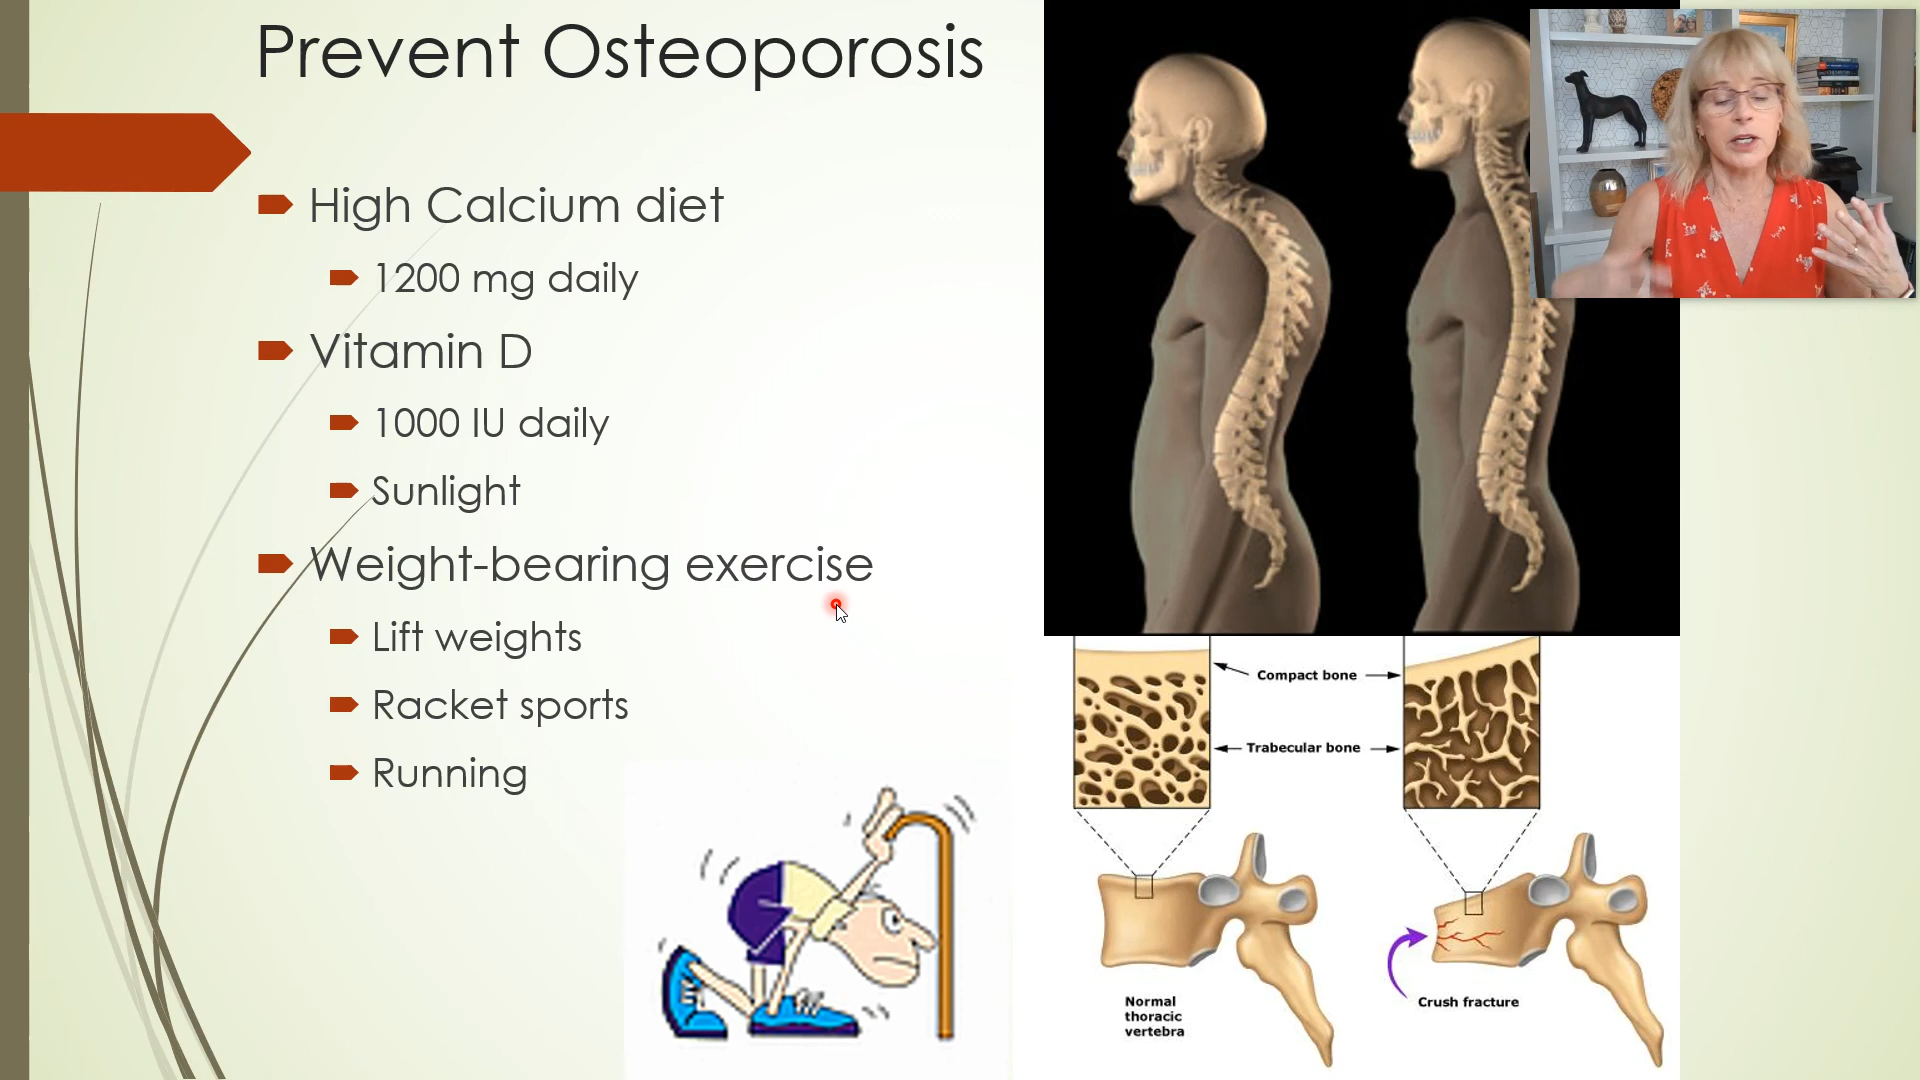 Prevent Osteoporosis
High Calcium diet
1200 mg daily
Vitamin D
1000 IU daily
Sunlight
Weight-bearing exercise
Lift weights
Racket sports
Running
Compact bone
Trabecular bone
Normal
thoracic
vertebra
Crush fracture